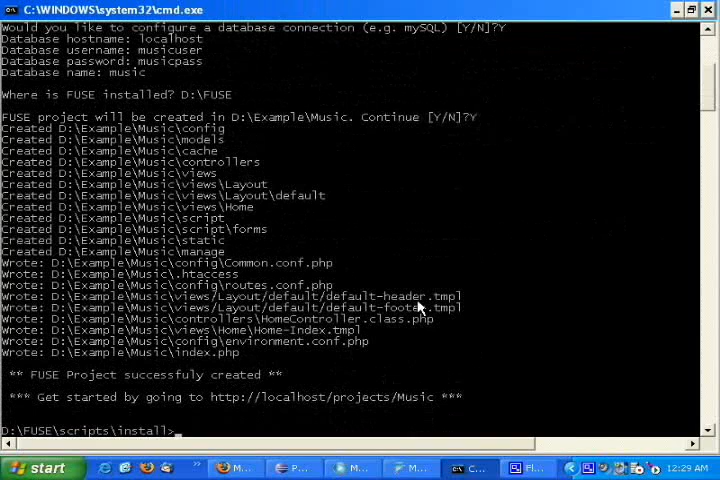 C:\WINDOWS\system32\cmd.exe
Would you like to configure a database connection (e.g. mySQL) [Y/N]?Y
Database hostname: localhost
Database username: musicuser
Database password: musicpass
Database name: music
Where is FUSE installed? D:\FUSE
FUSE project will be created in D:\Example\Music. Continue [Y/N]?Y
Created D:\Example\Music\config
Created D:\Example\Music\models
Created D:\Example\Music\cache
Created D:\Example\Music\controllers
Created D:\Example\Music\views
Created D:\Example\Music\views\Layout
Created D:\Example\Music\views\Layout\default
Created D:\Example\Music\views\Home
Created D:\Example\Music\script
Created D:\Example\Music\script\forms
Created D:\Example\Music\static
Created D:\Example\Music\manage
Wrote: D:\Example\Music\config\Common.conf.php
Wrote: D:\Example\Music\.htaccess
Wrote: D:\Example\Music\config\routes.conf.php
Wrote: D:\Example\Music\views/Layout/default/default-header.tmpl
Wrote: D:\Example\Music\views/Layout/default/default-footer.tmpl
Wrote: D:\Example\Music\controllers\HomeController.class.php
Wrote: D:\Example\Music\views\Home\Home-Index.tmpl
Wrote: D:\Example\Music\config\environment.conf.php
Wrote: D:\Example\Music\index.php
** FUSE Project successfuly created **
*** Get started by going to http://localhost/projects/Music ***
D:\FUSE\scripts\install>_
start » M... P... M... M... C... Fl... 12:29 AM